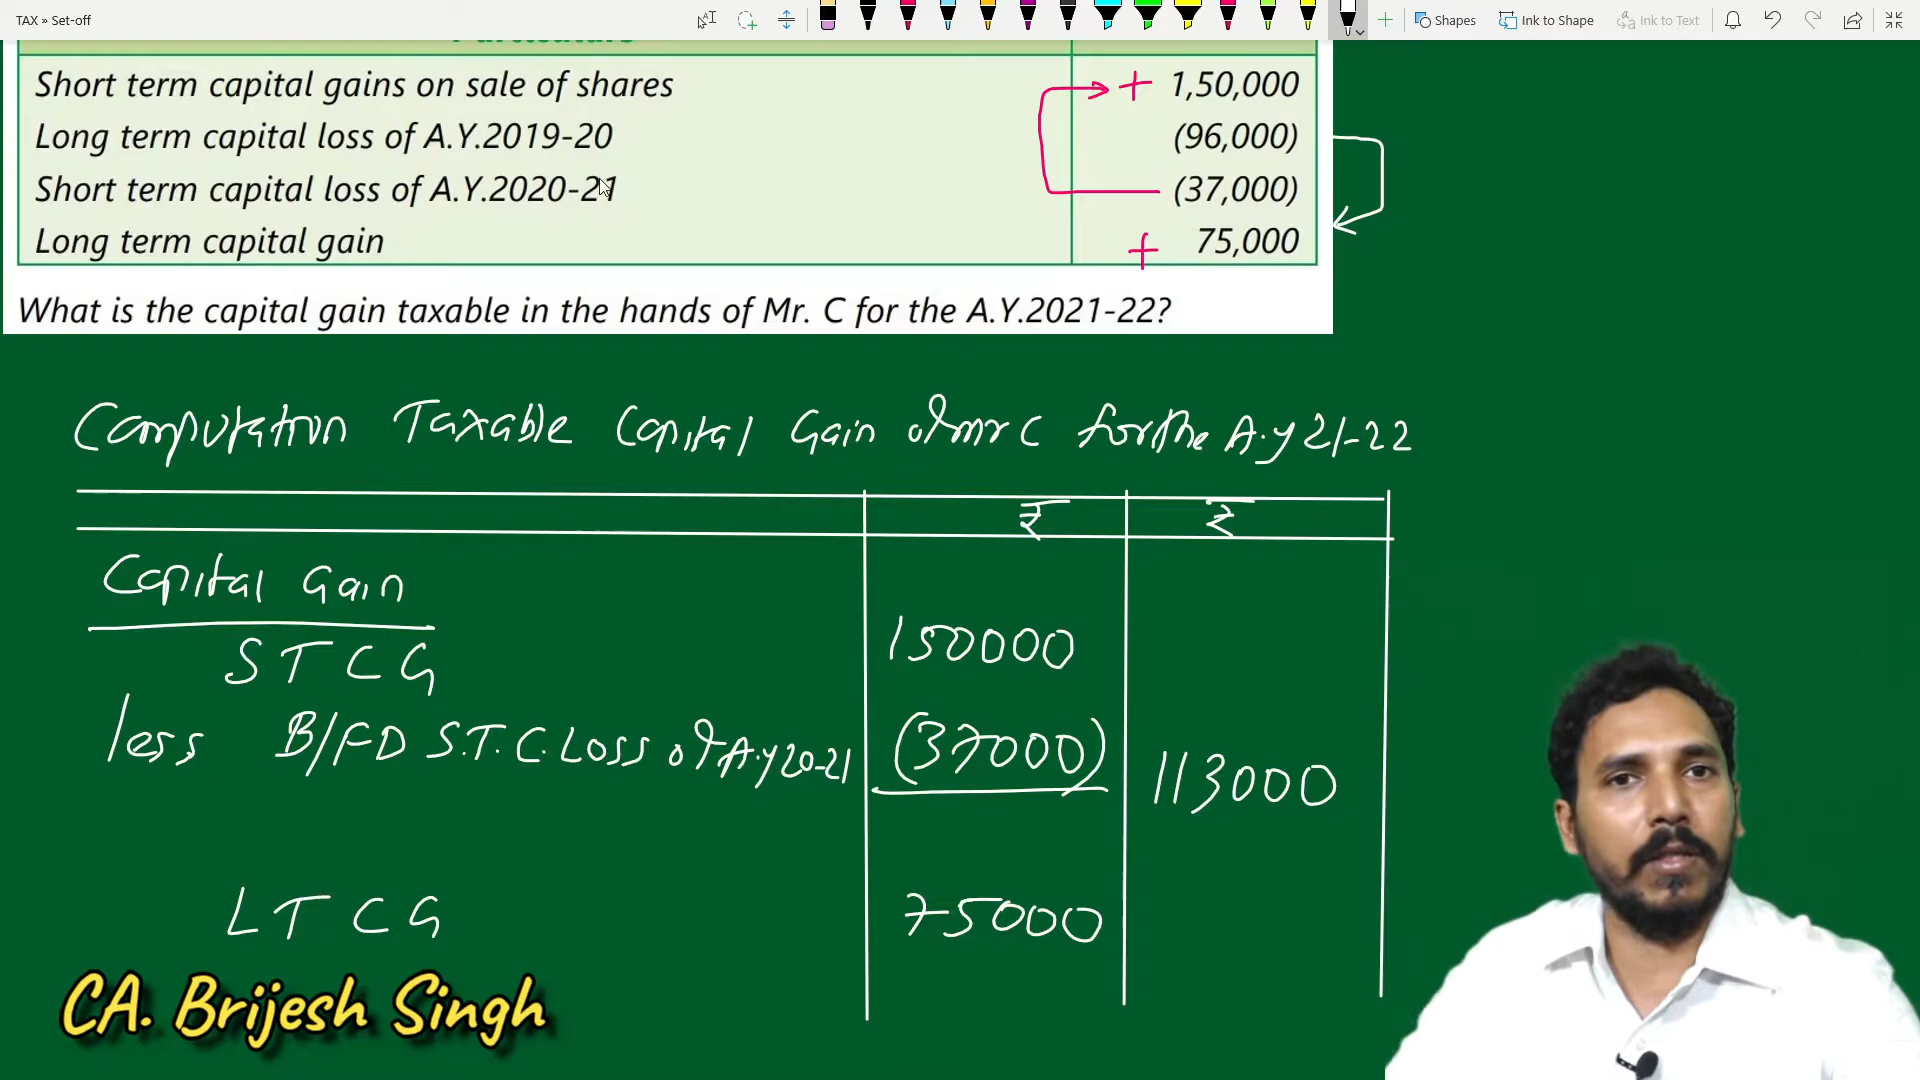 TAX » Set-off
Shapes Ink to Shape Ink to Text
Short term capital gains on sale of shares + 1,50,000
Long term capital loss of A.Y.2019-20 (96,000)
Short term capital loss of A.Y.2020-21 (37,000)
Long term capital gain + 75,000
What is the capital gain taxable in the hands of Mr. C for the A.Y.2021-22?
Computation Taxable Capital Gain of mr C for the A.y 21-22
₹ ₹
Capital Gain
STCG 150000
less B/FD S.T.C. Loss of A.y 20-21 (37000) 113000
LTCG 75000
CA. Brijesh Singh